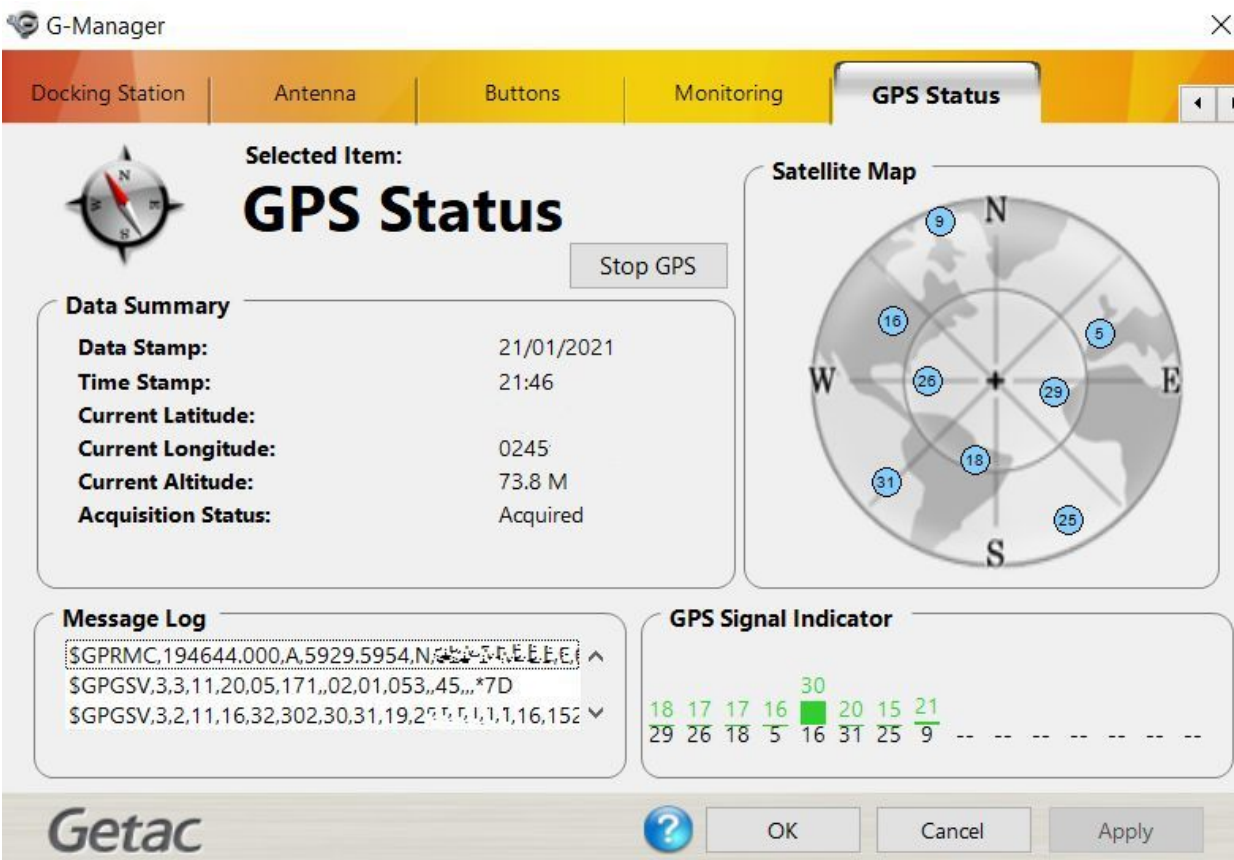 G-Manager
Docking Station Antenna Buttons Monitoring GPS Status
N
W E
S
Selected Item:
GPS Status
Stop GPS
Data Summary
Data Stamp: 21/01/2021
Time Stamp: 21:46
Current Latitude:
Current Longitude: 0245
Current Altitude: 73.8 M
Acquisition Status: Acquired
Satellite Map
N
9
16
5
W 26 29 E
18
31
25
S
Message Log
$GPRMC,194644.000,A,5929.5954,N,
$GPGSV,3,3,11,20,05,171,,02,01,053,,45,,,*7D
$GPGSV,3,2,11,16,32,302,30,31,19,2
GPS Signal Indicator
30
18 17 17 16 20 15 21
29 26 18 5 16 31 25 9 -- -- -- -- -- -- --
Getac
? OK Cancel Apply